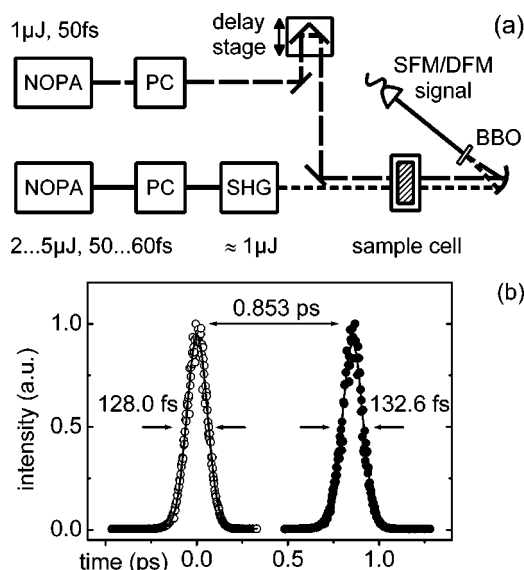 (a)
1µJ, 50fs
delay
stage
SFM/DFM
signal
NOPA
PC
BBO
NOPA
PC
SHG
2...5µJ, 50...60fs
≈ 1µJ
sample cell
(b)
0.853 ps
1.0
128.0 fs
132.6 fs
0.5
intensity (a.u.)
0.0
time (ps)
0.0
0.5
1.0